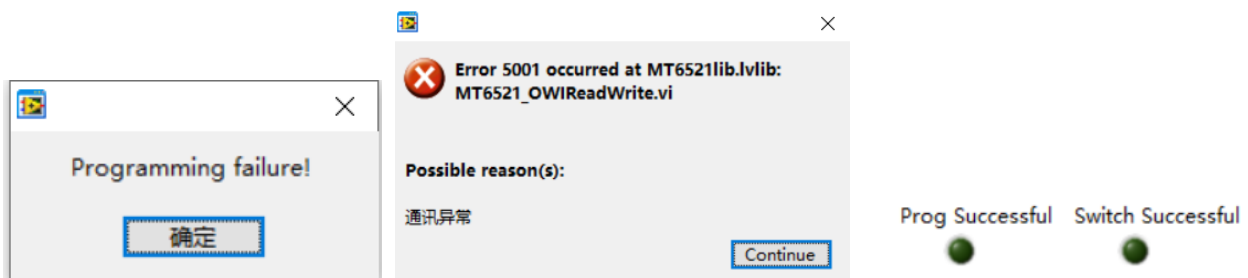 Programming failure!
确定
Error 5001 occurred at MT6521lib.lvlib:
MT6521_OWIReadWrite.vi
Possible reason(s):
通讯异常
Continue
Prog Successful
Switch Successful